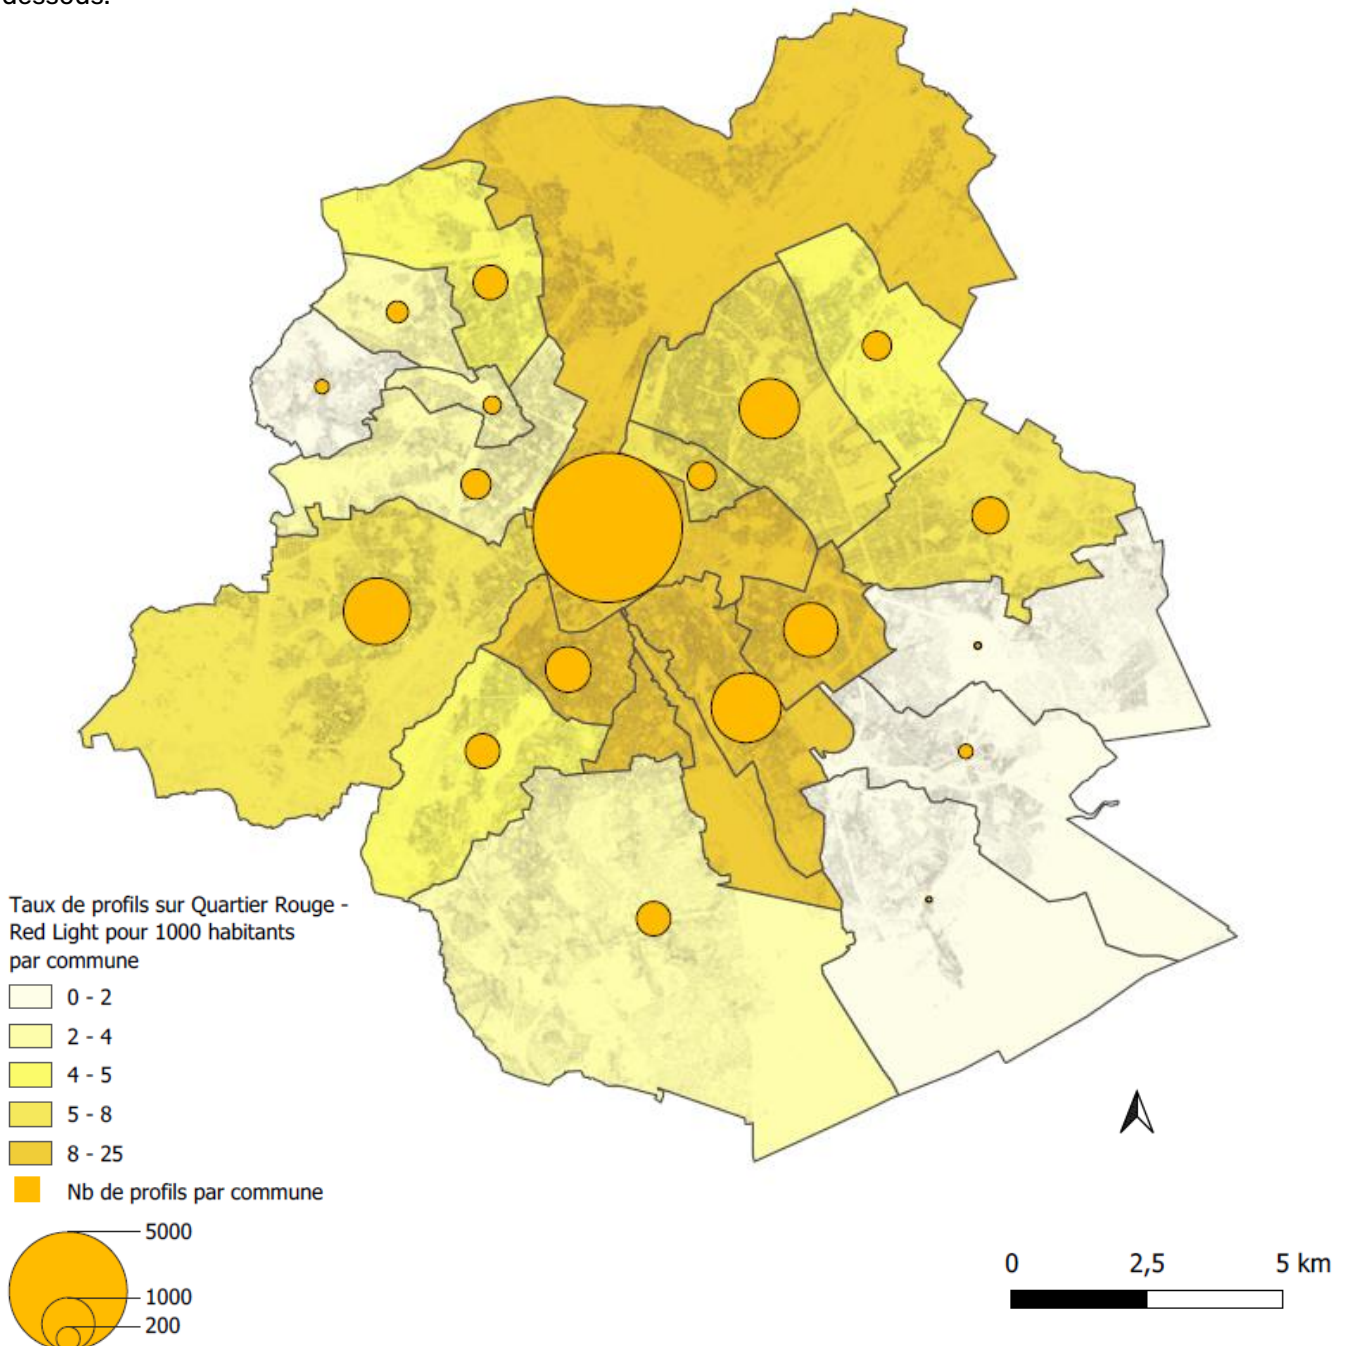 dessous.
Taux de profils sur Quartier Rouge -
Red Light pour 1000 habitants
par commune
0 - 2
2 - 4
4 - 5
5 - 8
8 - 25
Nb de profils par commune
5000
1000
200
0 2,5 5 km